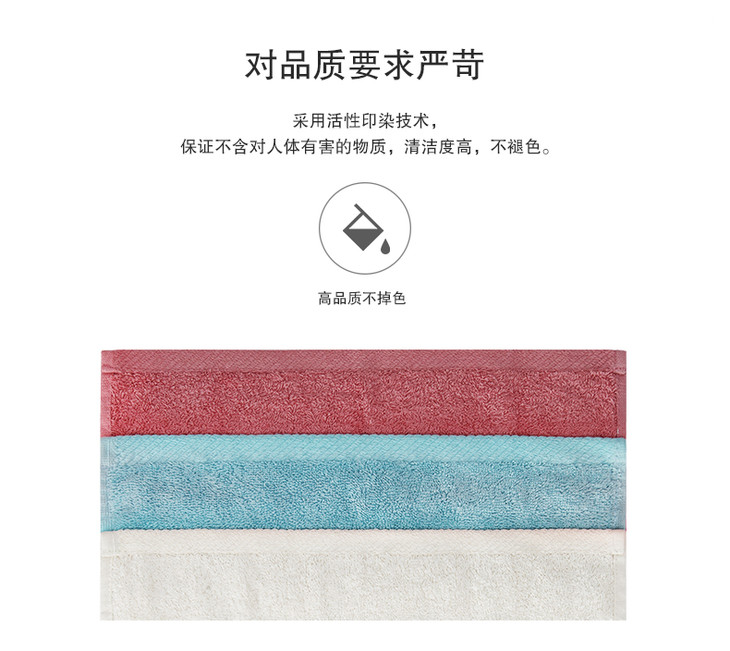 对品质要求严苛
采用活性印染技术，
保证不含对人体有害的物质，清洁度高，不褪色。
高品质不掉色